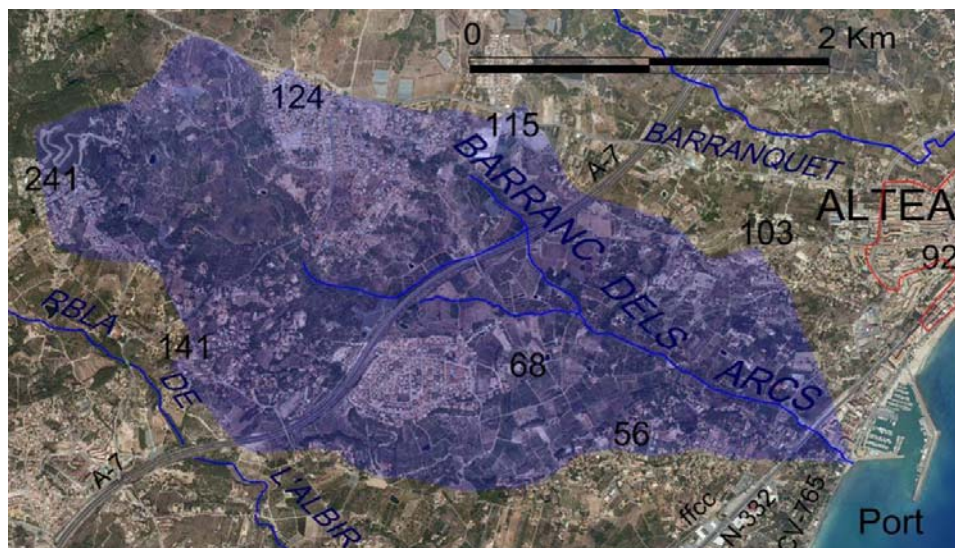 0
2 Km
124
115
A-7
BARRANQUET
241
BARRANC DELS ARCS
ALTEA
103
92
RBLA DE L'ALBIR
141
68
56
A-7
ffcc
N-332
CV-765
Port